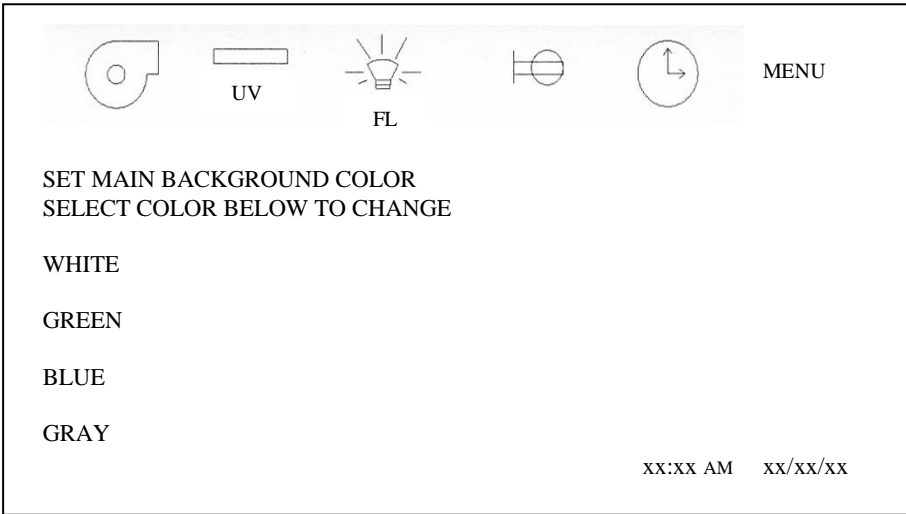 MENU
UV
FL
SET MAIN BACKGROUND COLOR
SELECT COLOR BELOW TO CHANGE
WHITE
GREEN
BLUE
GRAY
xx:xx AM xx/xx/xx